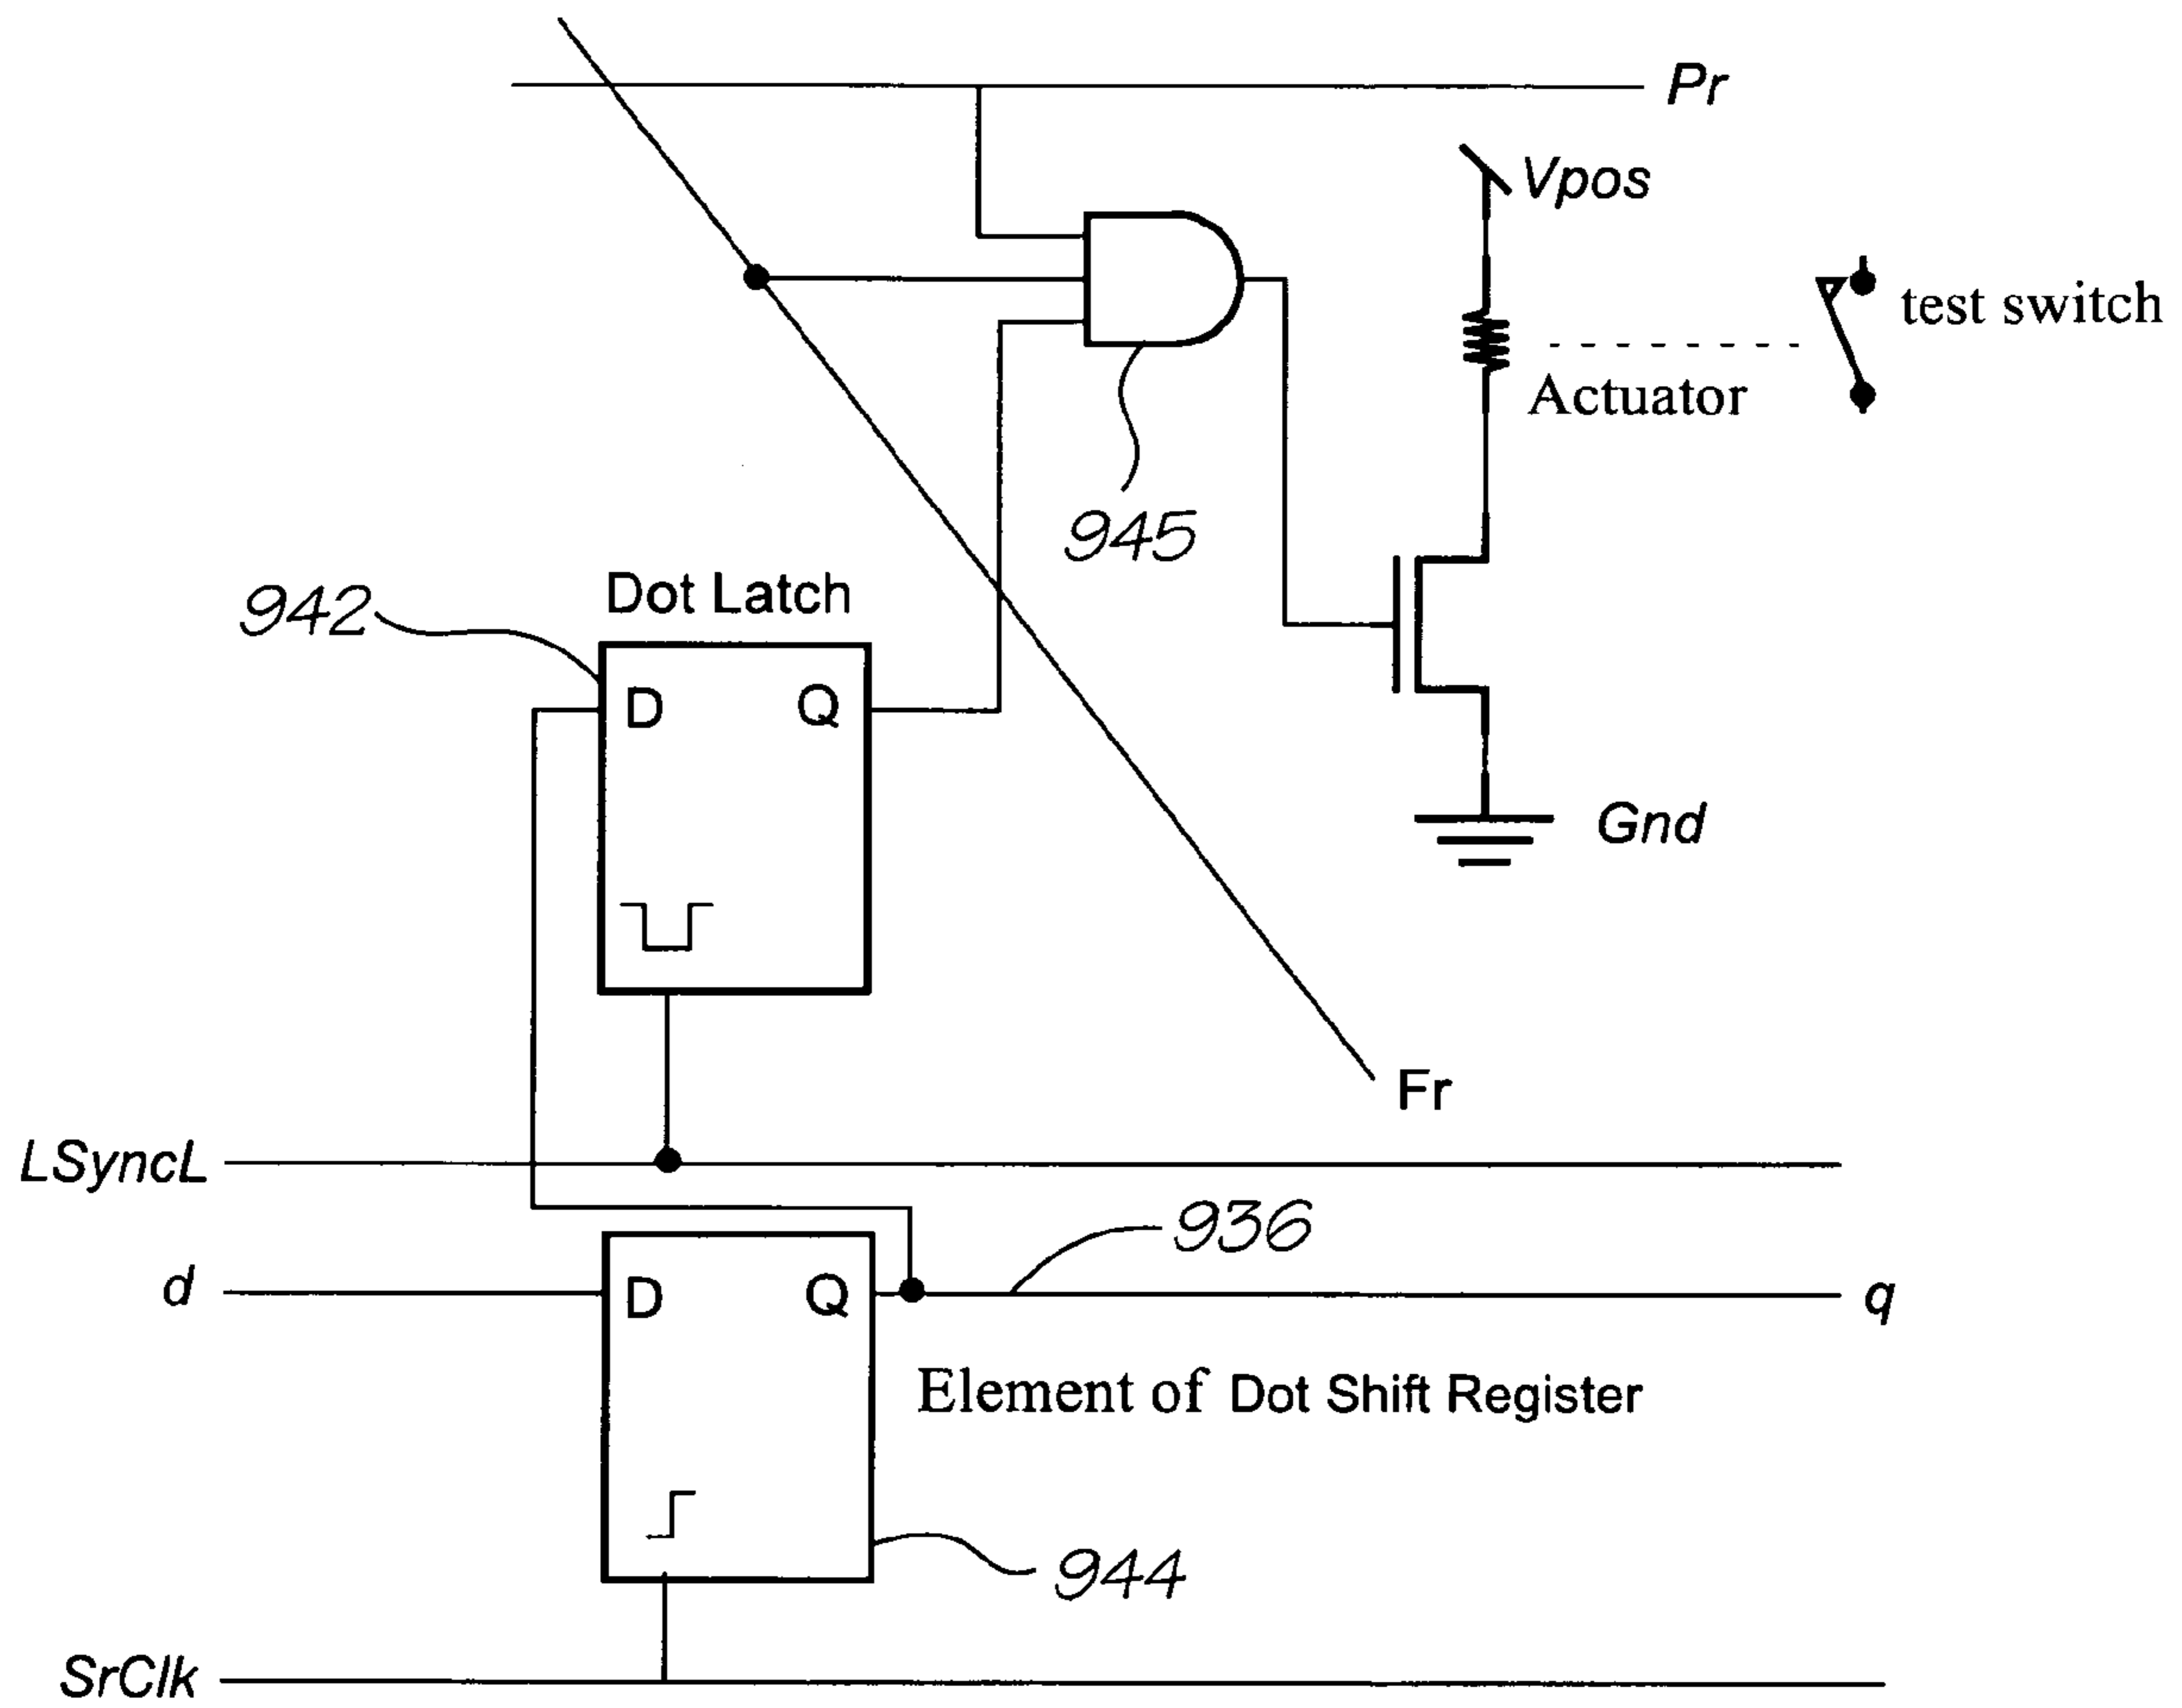 Pr
Vpos
test switch
Actuator
945
942
Dot Latch
D Q
Gnd
Fr
LSyncL
936
d
D Q
q
Element of Dot Shift Register
944
SrClk